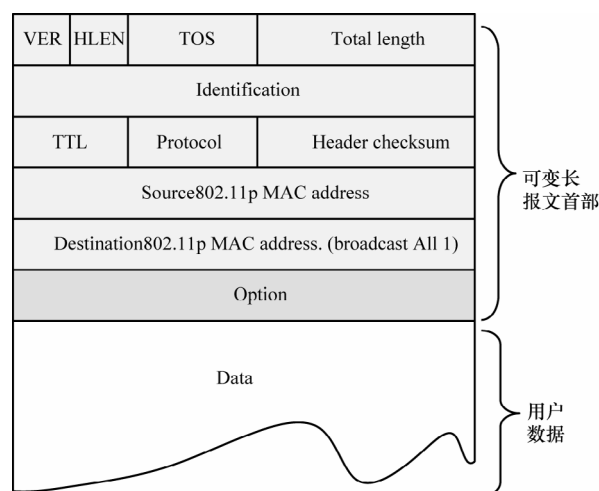 VER HLEN TOS Total length
Identification
TTL Protocol Header checksum
Source802.11p MAC address
Destination802.11p MAC address. (broadcast All 1)
Option
可变长
报文首部
Data
用户
数据